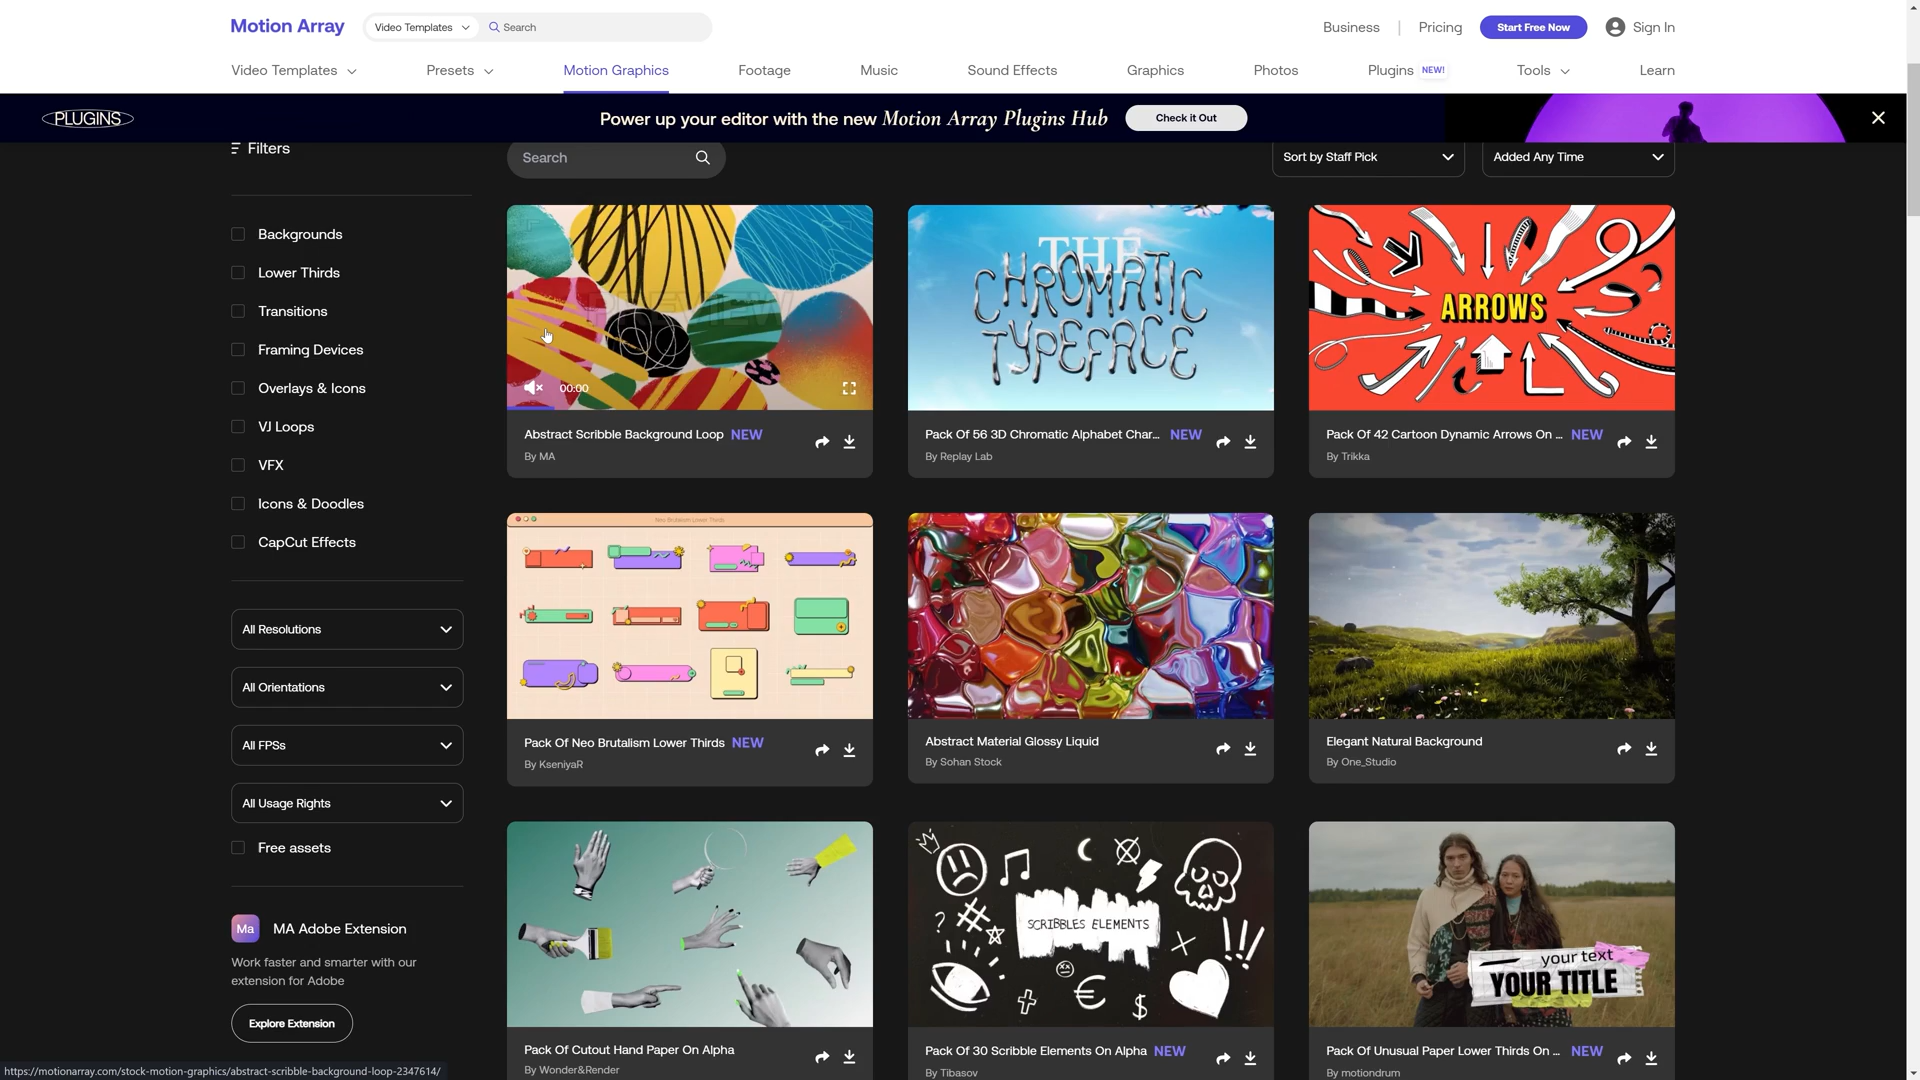 Motion Array
Video Templates
Search
Business
Pricing
Start Free Now
Sign In
Video Templates
Presets
Motion Graphics
Footage
Music
Sound Effects
Graphics
Photos
Plugins NEW!
Tools
Learn
PLUGINS
Power up your editor with the new Motion Array Plugins Hub
Check it Out
Filters
Search
Sort by Staff Pick
Added Any Time
Backgrounds
Lower Thirds
Transitions
Framing Devices
Overlays & Icons
VJ Loops
VFX
Icons & Doodles
CapCut Effects
All Resolutions
All Orientations
All FPSs
All Usage Rights
Free assets
Ma
MA Adobe Extension
Work faster and smarter with our
extension for Adobe
Explore Extension
PREVIEW
00:00
Abstract Scribble Background Loop NEW
By MA
THE
CHROMATIC
TYPEFACE
Pack Of 56 3D Chromatic Alphabet Char... NEW
By Replay Lab
ARROWS
Pack Of 42 Cartoon Dynamic Arrows On ... NEW
By Trikka
Neo Brutalism Lower Thirds
Pack Of Neo Brutalism Lower Thirds NEW
By KseniyaR
Abstract Material Glossy Liquid
By Sohan Stock
Elegant Natural Background
By One_Studio
Pack Of Cutout Hand Paper On Alpha
By Wonder&Render
SCRIBBLES ELEMENTS
? # !!! € $
Pack Of 30 Scribble Elements On Alpha NEW
By Tibasov
your text
YOUR TITLE
Pack Of Unusual Paper Lower Thirds On ... NEW
By motiondrum
https://motionarray.com/stock-motion-graphics/abstract-scribble-background-loop-2347614/